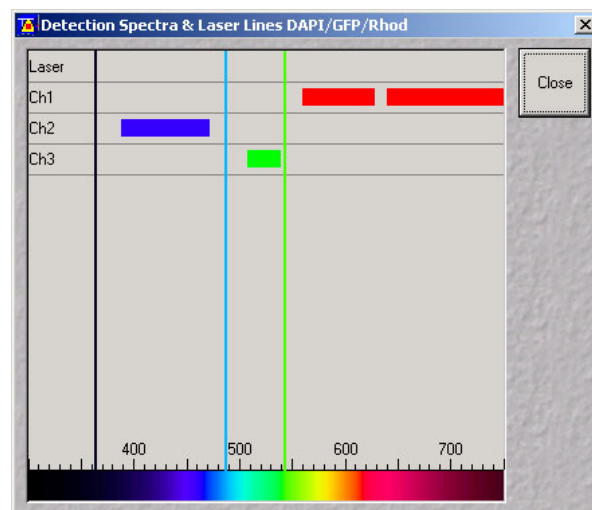 Detection Spectra & Laser Lines DAPI/GFP/Rhod
Close
Laser
Ch1
Ch2
Ch3
400 500 600 700